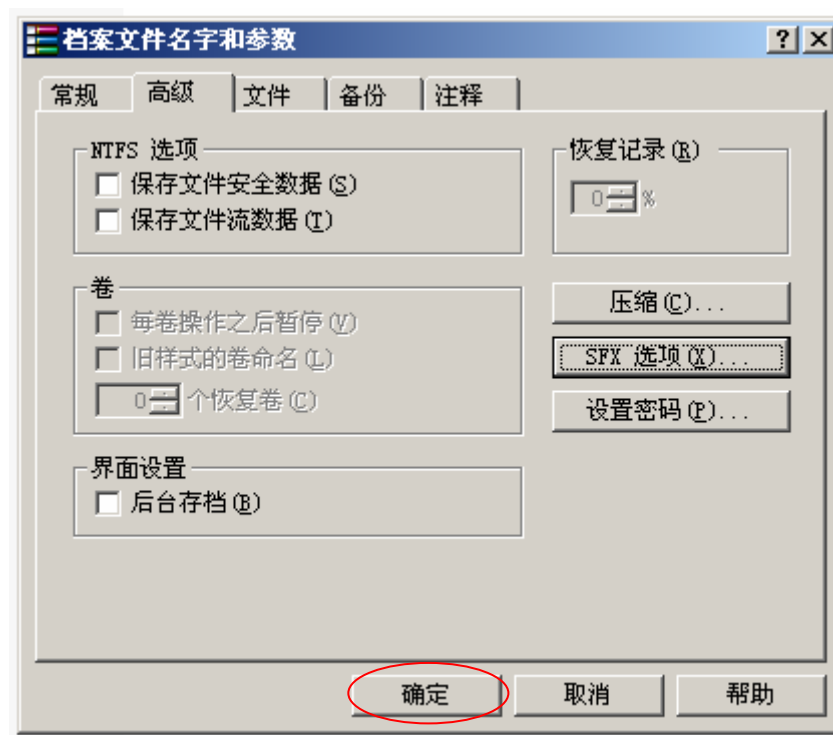 档案文件名字和参数
常规 高级 文件 备份 注释
NTFS 选项
保存文件安全数据(S)
保存文件流数据(T)
恢复记录(R)
0 %
卷
每卷操作之后暂停(V)
旧样式的卷命名(L)
0 个恢复卷(C)
压缩(C)...
SFX 选项(X)...
设置密码(P)...
界面设置
后台存档(B)
确定 取消 帮助